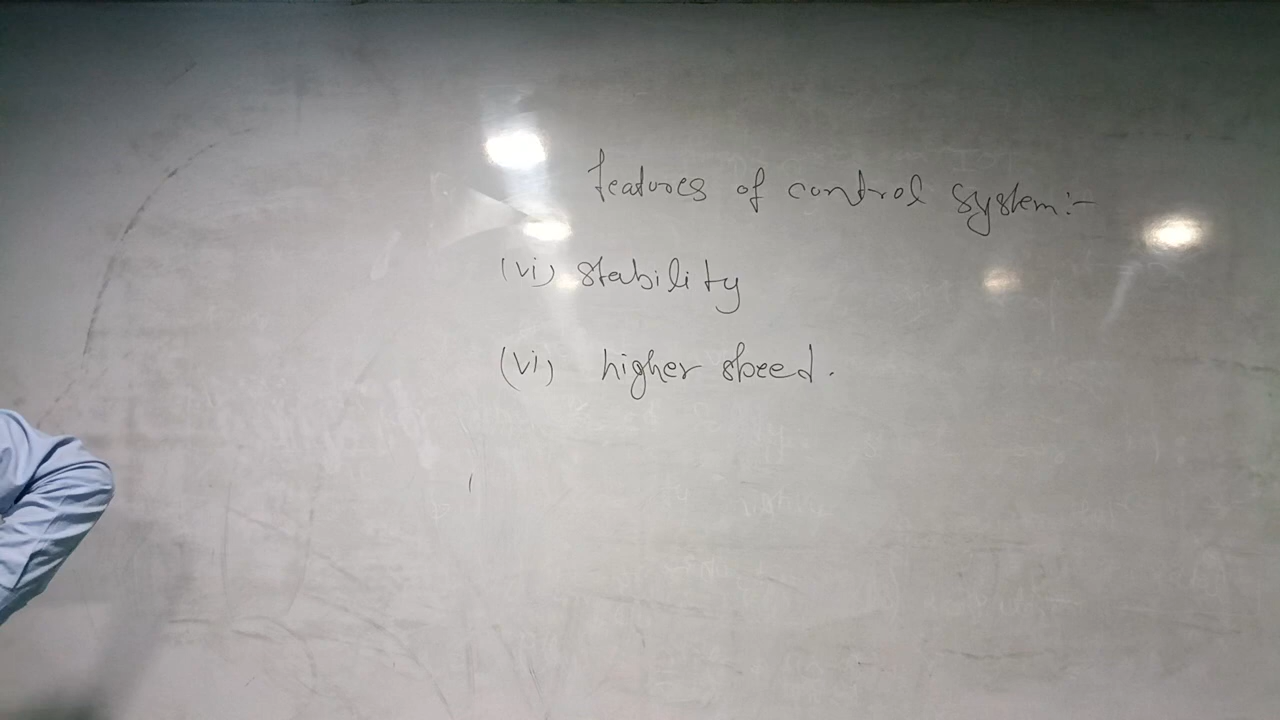 features of control system:-
(vi) stability
(vi) higher speed.